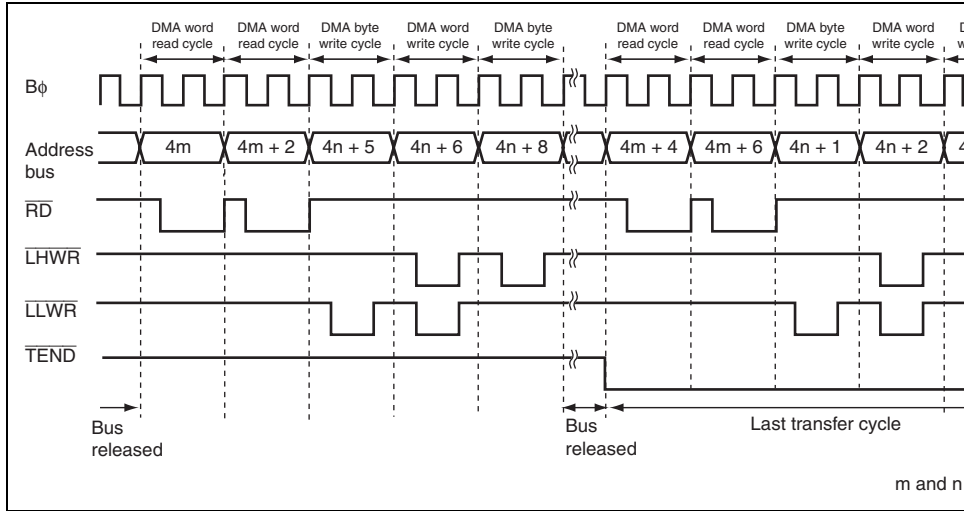 DMA word read cycle DMA word read cycle DMA byte write cycle DMA word write cycle DMA byte write cycle DMA word read cycle DMA word read cycle DMA byte write cycle DMA word write cycle
Bϕ
Address bus 4m 4m + 2 4n + 5 4n + 6 4n + 8 4m + 4 4m + 6 4n + 1 4n + 2 4
RD
LHWR
LLWR
TEND
Bus released Bus released Last transfer cycle
m and n